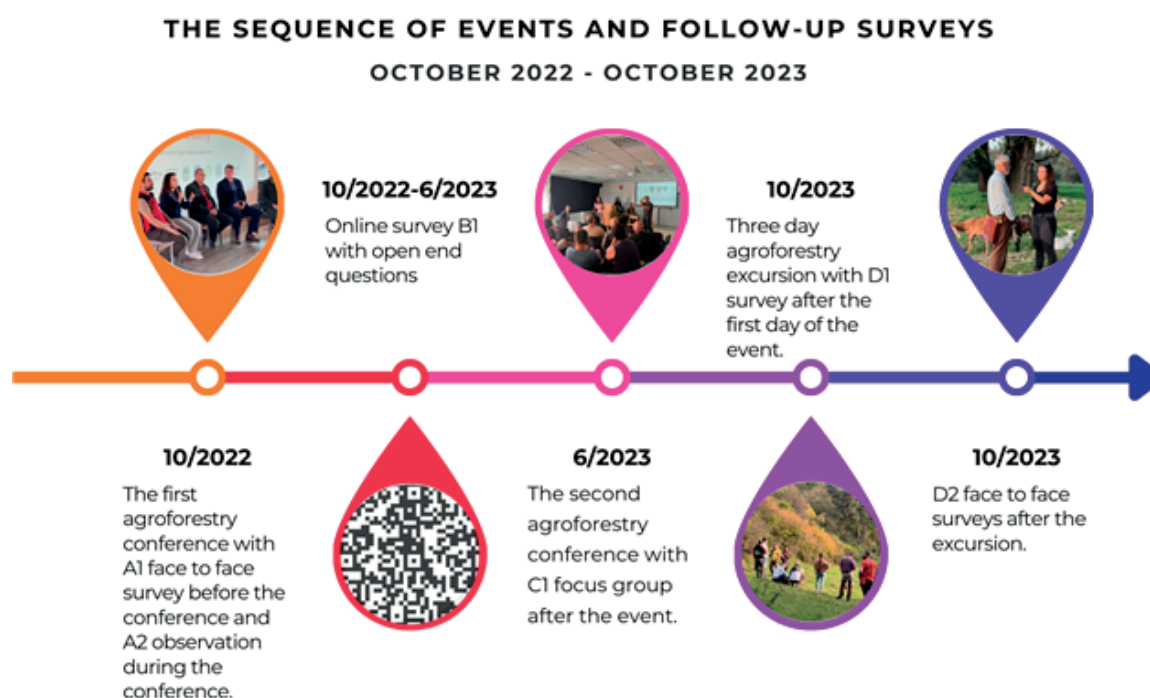 THE SEQUENCE OF EVENTS AND FOLLOW-UP SURVEYS
OCTOBER 2022 - OCTOBER 2023
10/2022
The first
agroforestry
conference with
A1 face to face
survey before the
conference and
A2 observation
during the
conference.
10/2022-6/2023
Online survey B1
with open end
questions
6/2023
The second
agroforestry
conference with
C1 focus group
after the event.
10/2023
Three day
agroforestry
excursion with D1
survey after the
first day of the
event.
10/2023
D2 face to face
surveys after the
excursion.